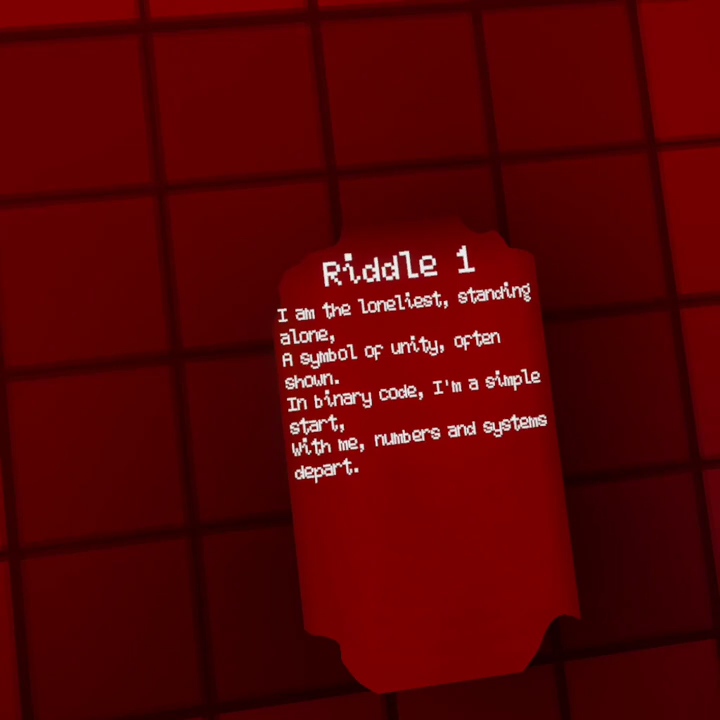 Riddle 1
I am the loneliest, standing
alone,
A symbol of unity, often
shown.
In binary code, I'm a simple
start,
With me, numbers and systems
depart.